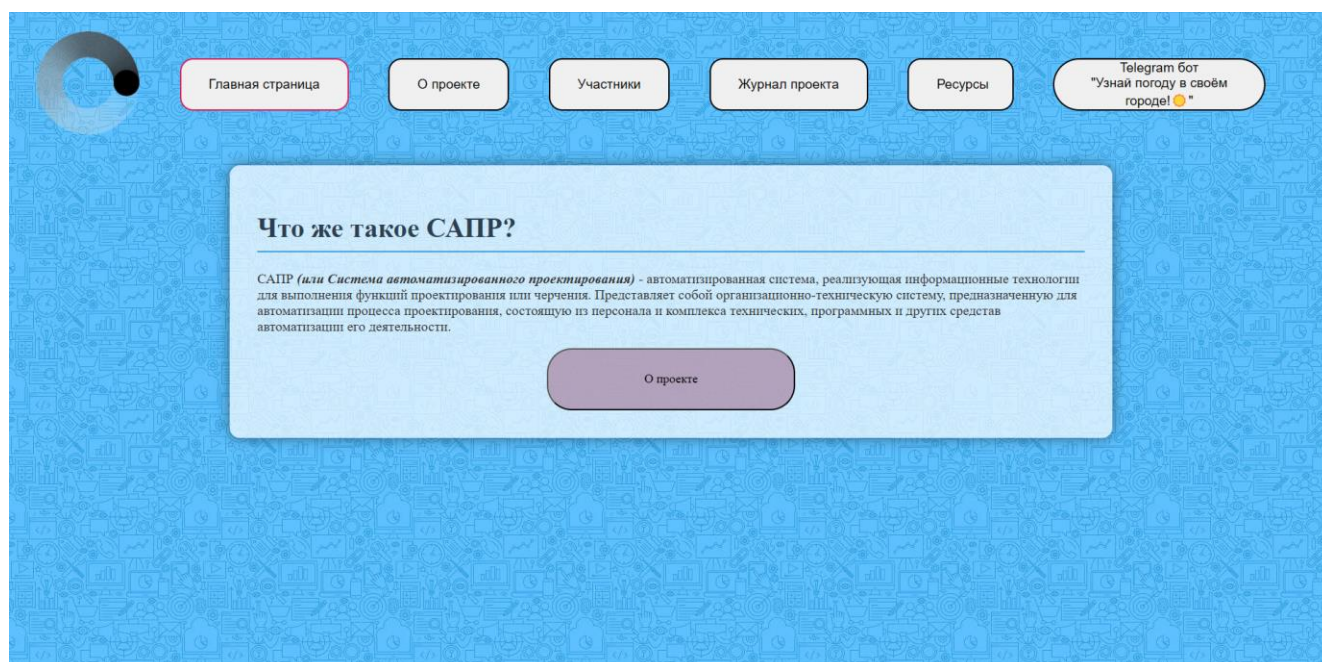 Главная страница
О проекте
Участники
Журнал проекта
Ресурсы
Telegram бот
"Узнай погоду в своём
городе!🌞"
Что же такое САПР?
САПР (или Система автоматизированного проектирования) - автоматизированная система, реализующая информационные технологии
для выполнения функций проектирования или черчения. Представляет собой организационно-техническую систему, предназначенную для
автоматизации процесса проектирования, состоящую из персонала и комплекса технических, программных и других средстав
автоматизации его деятельности.
О проекте